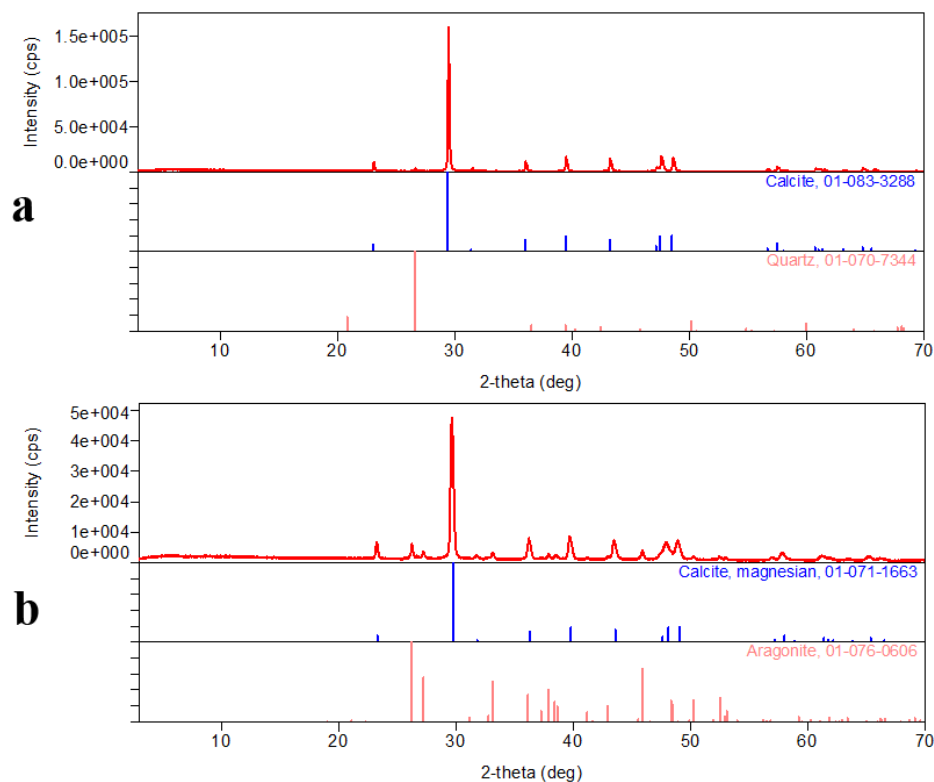 a
Intensity (cps)
1.5e+005
1.0e+005
5.0e+004
0.0e+000
Calcite, 01-083-3288
Quartz, 01-070-7344
10 20 30 40 50 60 70
2-theta (deg)
b
Intensity (cps)
5e+004
4e+004
3e+004
2e+004
1e+004
0e+000
Calcite, magnesian, 01-071-1663
Aragonite, 01-076-0606
10 20 30 40 50 60 70
2-theta (deg)